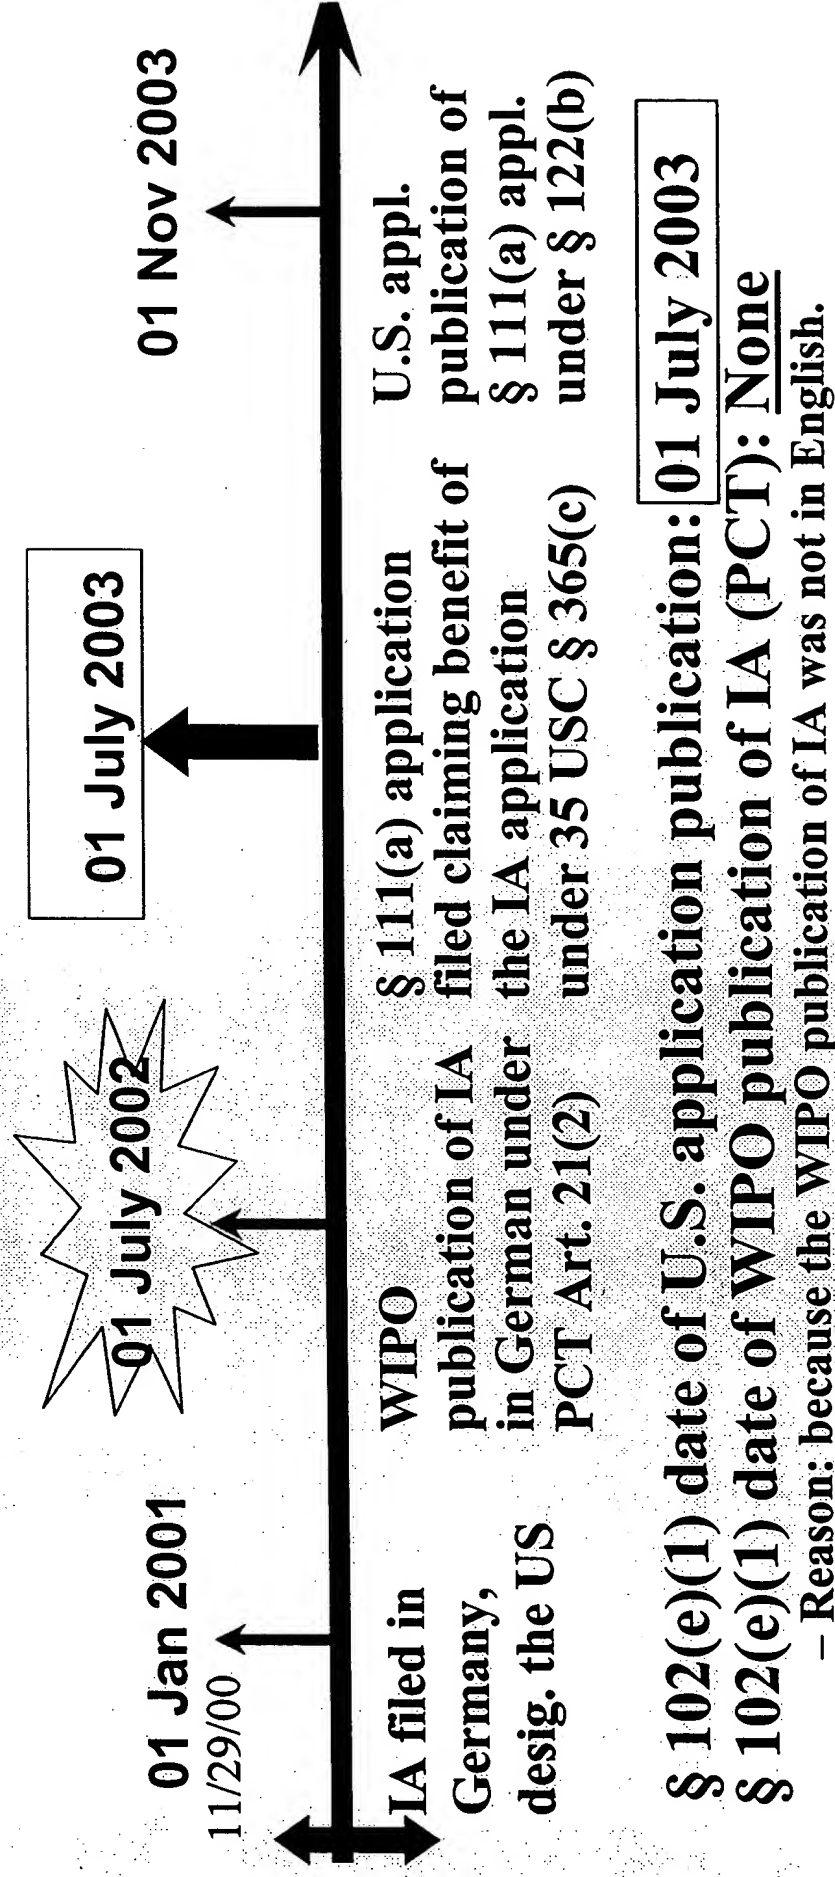 01 Jan 2001
11/29/00
01 July 2002
01 July 2003
01 Nov 2003
IA filed in
Germany,
desig. the US
WIPO
publication of IA
in German under
PCT Art. 21(2)
§ 111(a) application
filed claiming benefit of
the IA application
under 35 USC § 365(c)
U.S. appl.
publication of
§ 111(a) appl.
under § 122(b)
§ 102(e)(1) date of U.S. application publication: 01 July 2003
§ 102(e)(1) date of WIPO publication of IA (PCT): None
– Reason: because the WIPO publication of IA was not in English.